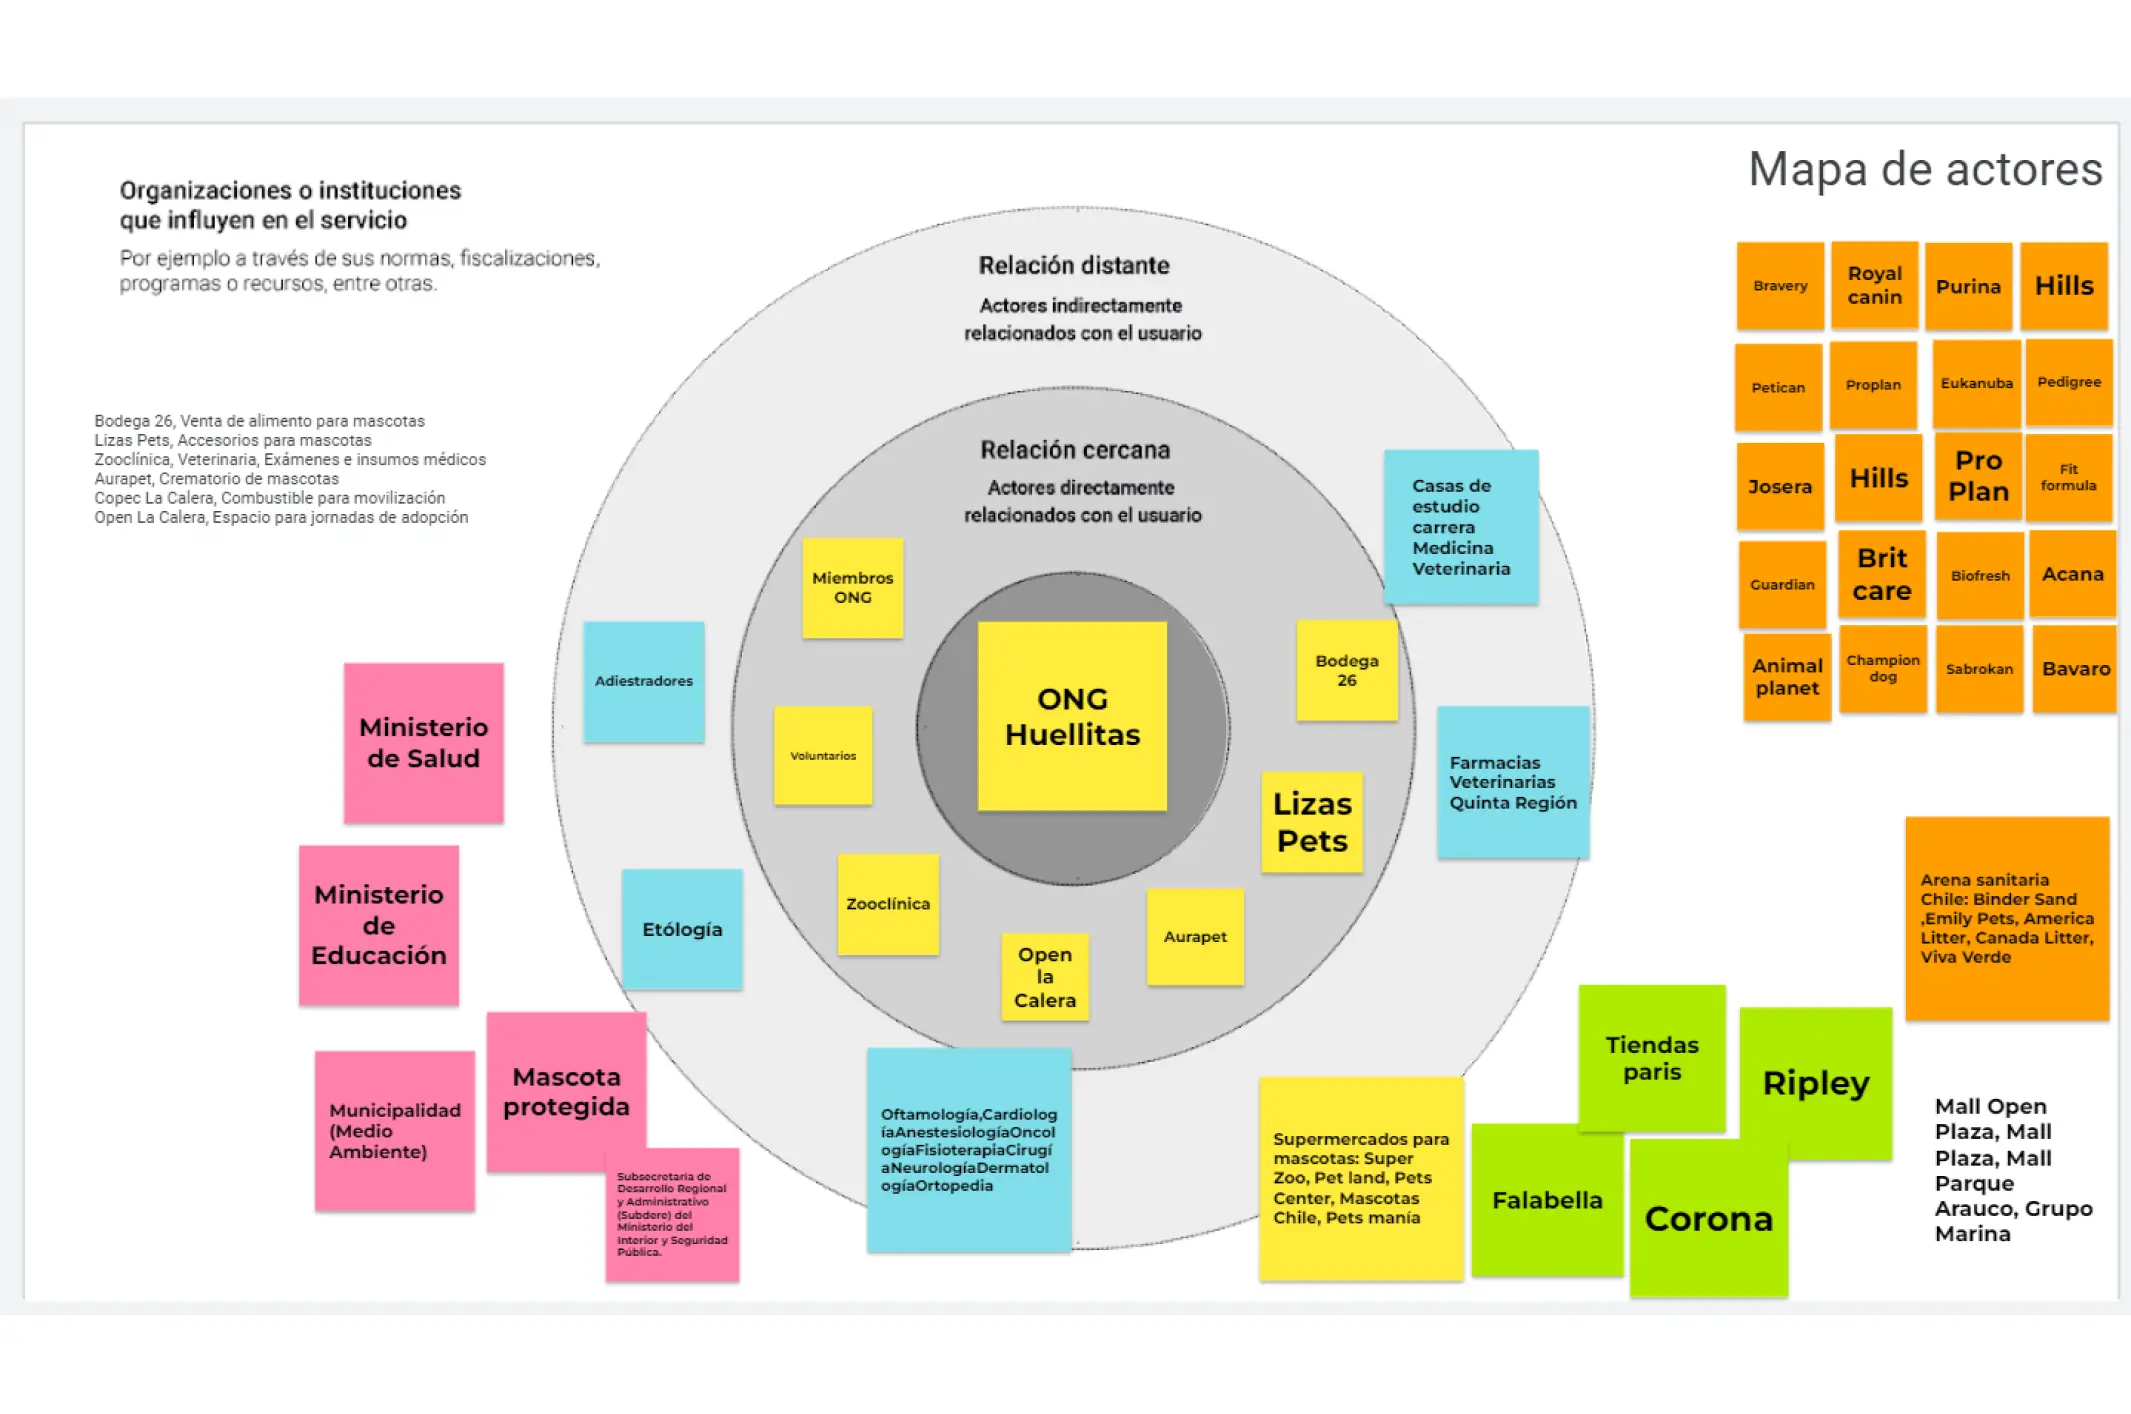 Mapa de actores
Organizaciones o instituciones
que influyen en el servicio
Por ejemplo a través de sus normas, fiscalizaciones,
programas o recursos, entre otras.
Bodega 26, Venta de alimento para mascotas
Lizas Pets, Accesorios para mascotas
Zooclínica, Veterinaria, Exámenes e insumos médicos
Aurapet, Crematorio de mascotas
Copec La Calera, Combustible para movilización
Open La Calera, Espacio para jornadas de adopción
Relación distante
Actores indirectamente
relacionados con el usuario
Relación cercana
Actores directamente
relacionados con el usuario
Miembros
ONG
Voluntarios
Zooclínica
Open
la
Calera
Aurapet
Lizas
Pets
Bodega
26
ONG
Huellitas
Adiestradores
Etólogía
Casas de
estudio
carrera
Medicina
Veterinaria
Farmacias
Veterinarias
Quinta Región
Oftamología,Cardiolog
íaAnestesiologíaOncol
ogíaFisioterapiaCirugí
aNeurologíaDermatol
ogíaOrtopedia
Ministerio
de Salud
Ministerio
de
Educación
Municipalidad
(Medio
Ambiente)
Mascota
protegida
Subsecretaría de
Desarrollo Regional
y Administrativo
(Subdere) del
Ministerio del
Interior y Seguridad
Pública.
Supermercados para
mascotas: Super
Zoo, Pet land, Pets
Center, Mascotas
Chile, Pets manía
Falabella
Tiendas
paris
Corona
Ripley
Bravery
Royal
canin
Purina
Hills
Petican
Proplan
Eukanuba
Pedigree
Josera
Hills
Pro
Plan
Fit
formula
Guardian
Brit
care
Biofresh
Acana
Animal
planet
Champion
dog
Sabrokan
Bavaro
Arena sanitaria
Chile: Binder Sand
,Emily Pets, America
Litter, Canada Litter,
Viva Verde
Mall Open
Plaza, Mall
Plaza, Mall
Parque
Arauco, Grupo
Marina